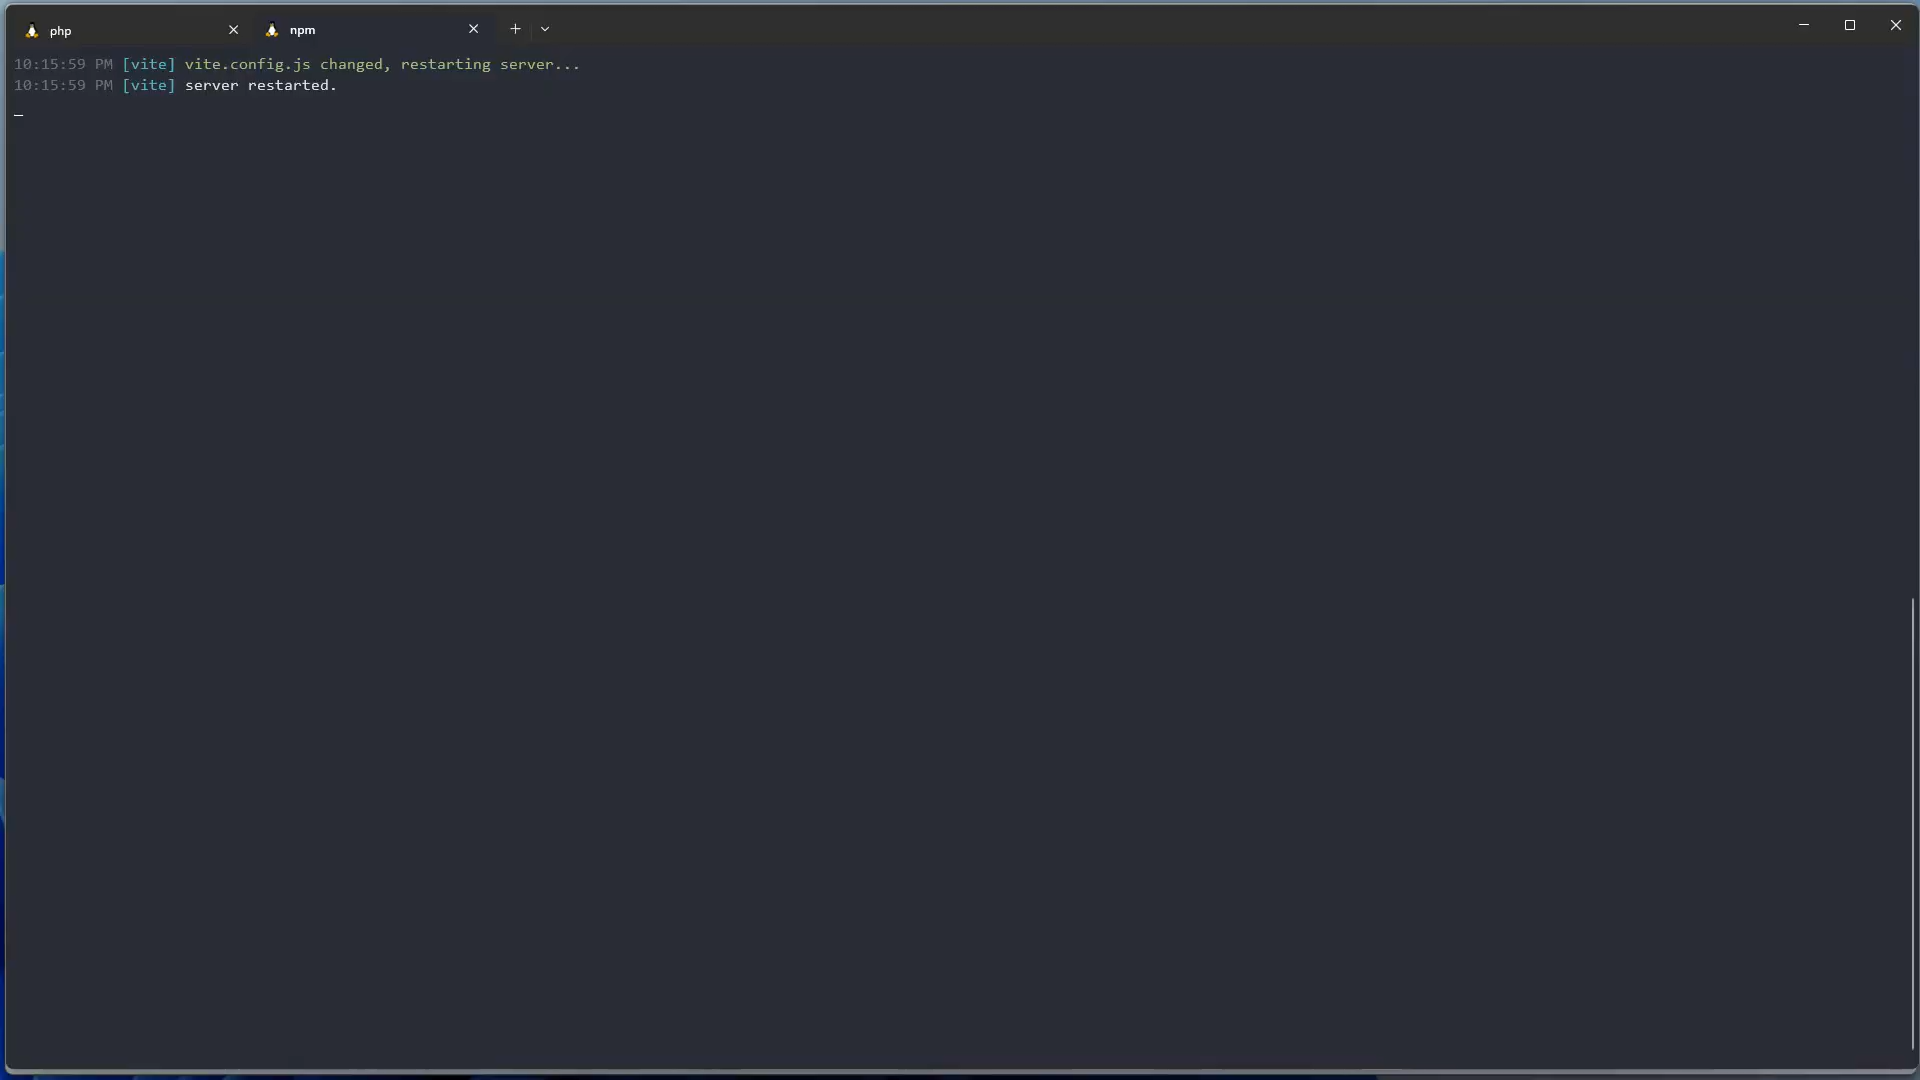 php
npm
10:15:59 PM [vite] vite.config.js changed, restarting server...
10:15:59 PM [vite] server restarted.